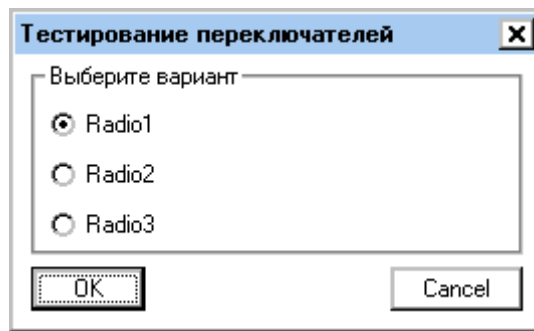 Тестирование переключателей
Выберите вариант
Radio1
Radio2
Radio3
OK
Cancel